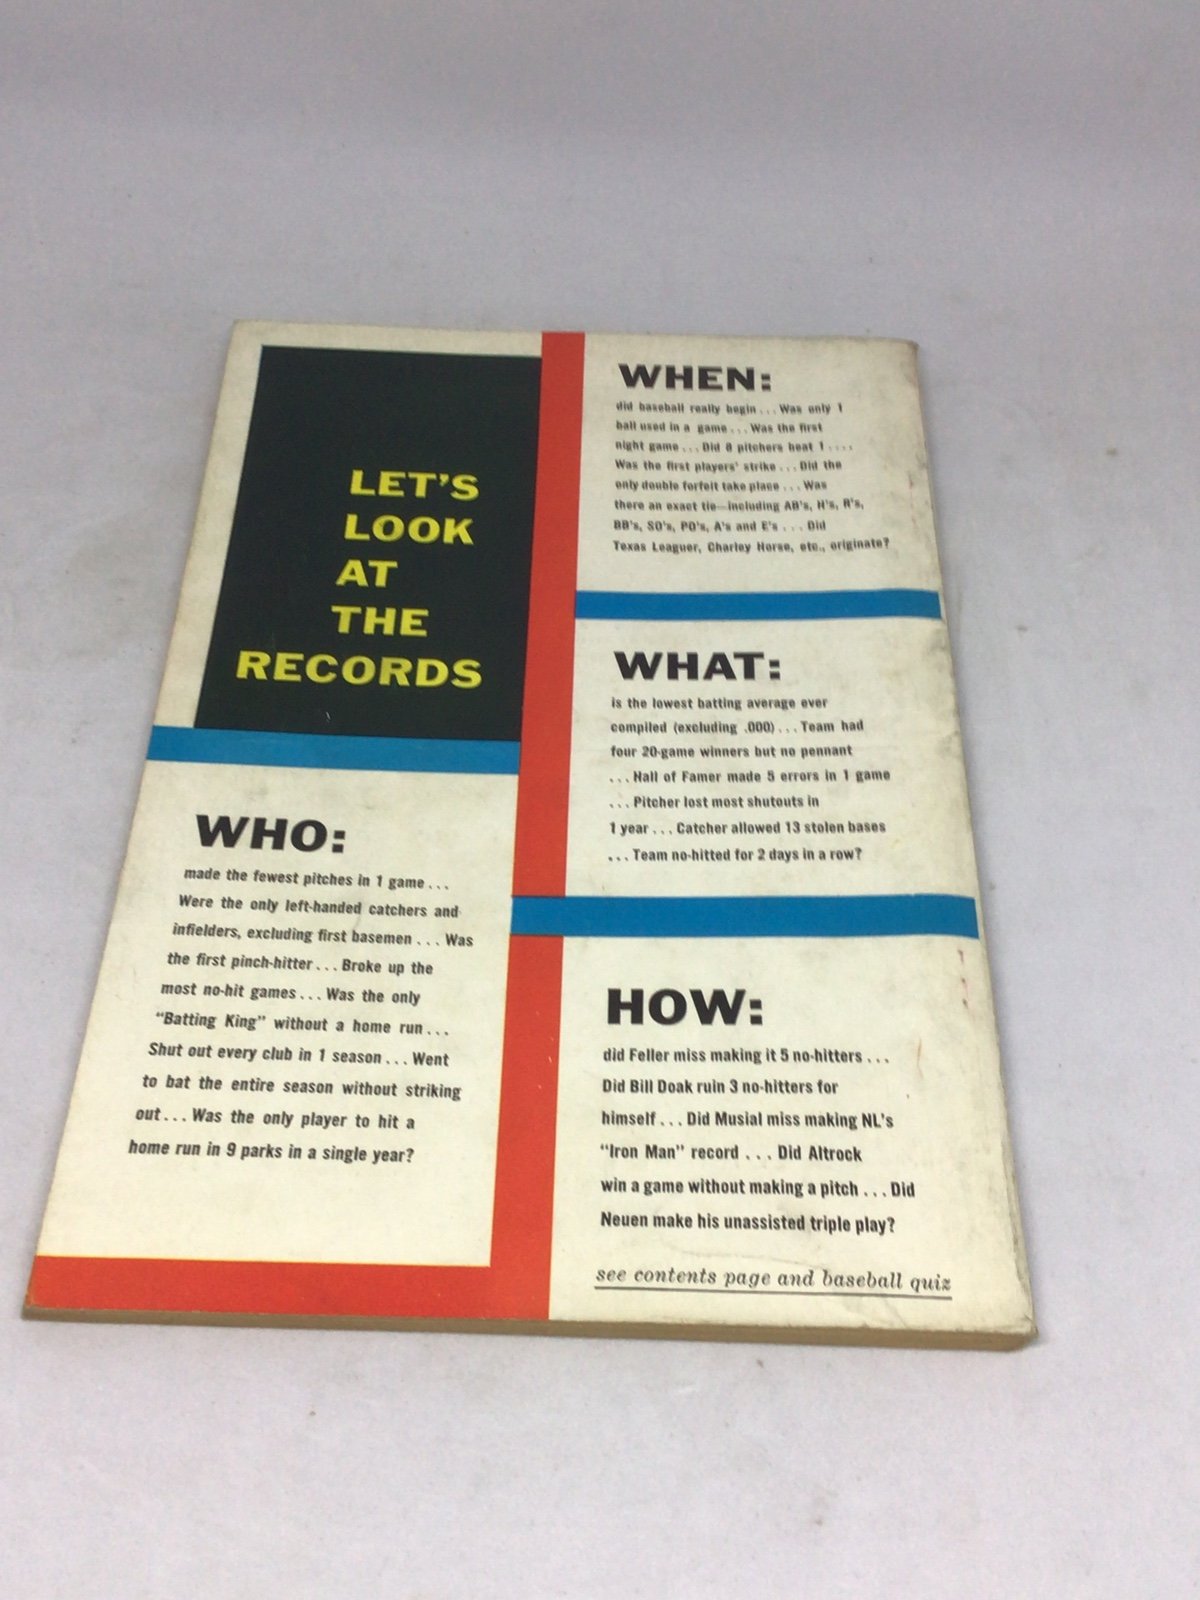 LET'S
LOOK
AT
THE
RECORDS
WHO:
made the fewest pitches in 1 game...
Were the only left-handed catchers and
infielders, excluding first basemen... Was
the first pinch-hitter... Broke up the
most no-hit games... Was the only
"Batting King" without a home run...
Shut out every club in 1 season... Went
to bat the entire season without striking
out... Was the only player to hit a
home run in 9 parks in a single year?
WHEN:
did baseball really begin... Was only 1
ball used in a game... Was the first
night game... Did 8 pitchers beat 1....
Was the first players' strike... Did the
only double forfeit take place... Was
there an exact tie—including AB's, H's, R's,
BB's, SO's, PO's, A's and E's... Did
Texas Leaguer, Charley Horse, etc., originate?
WHAT:
is the lowest batting average ever
compiled (excluding .000)... Team had
four 20-game winners but no pennant
...Hall of Famer made 5 errors in 1 game
...Pitcher lost most shutouts in
1 year... Catcher allowed 13 stolen bases
...Team no-hitted for 2 days in a row?
HOW:
did Feller miss making it 5 no-hitters...
Did Bill Doak ruin 3 no-hitters for
himself... Did Musial miss making NL's
"Iron Man" record... Did Altrock
win a game without making a pitch... Did
Neuen make his unassisted triple play?
see contents page and baseball quiz